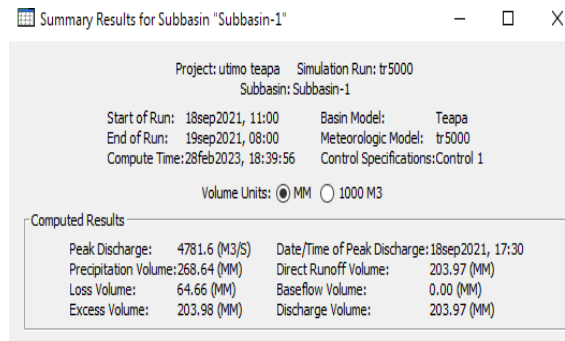 Summary Results for Subbasin "Subbasin-1"
Project: utimo teapa Simulation Run: tr5000
Subbasin: Subbasin-1
Start of Run: 18sep2021, 11:00 Basin Model: Teapa
End of Run: 19sep2021, 08:00 Meteorologic Model: tr5000
Compute Time:28feb2023, 18:39:56 Control Specifications:Control 1
Volume Units: MM 1000 M3
Computed Results
Peak Discharge: 4781.6 (M3/S) Date/Time of Peak Discharge:18sep2021, 17:30
Precipitation Volume:268.64 (MM) Direct Runoff Volume: 203.97 (MM)
Loss Volume: 64.66 (MM) Baseflow Volume: 0.00 (MM)
Excess Volume: 203.98 (MM) Discharge Volume: 203.97 (MM)